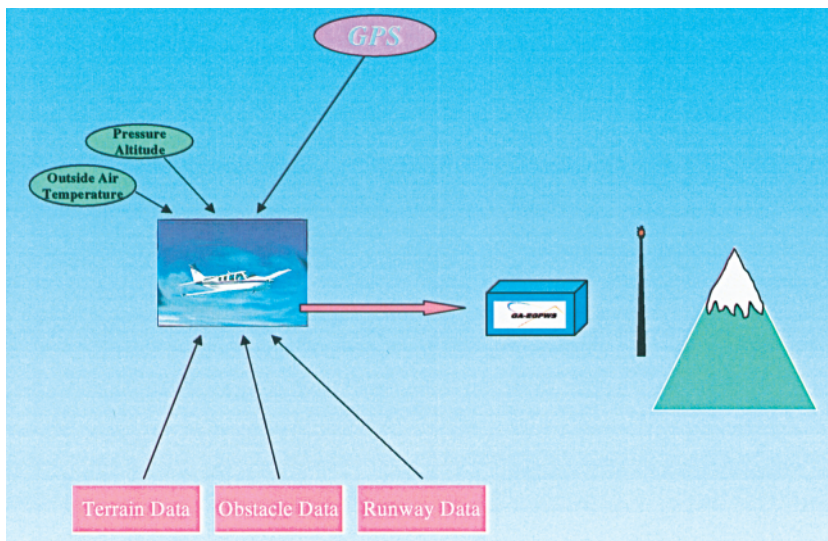 GPS
Pressure
Altitude
Outside Air
Temperature
GA-EGPWS
Terrain Data
Obstacle Data
Runway Data